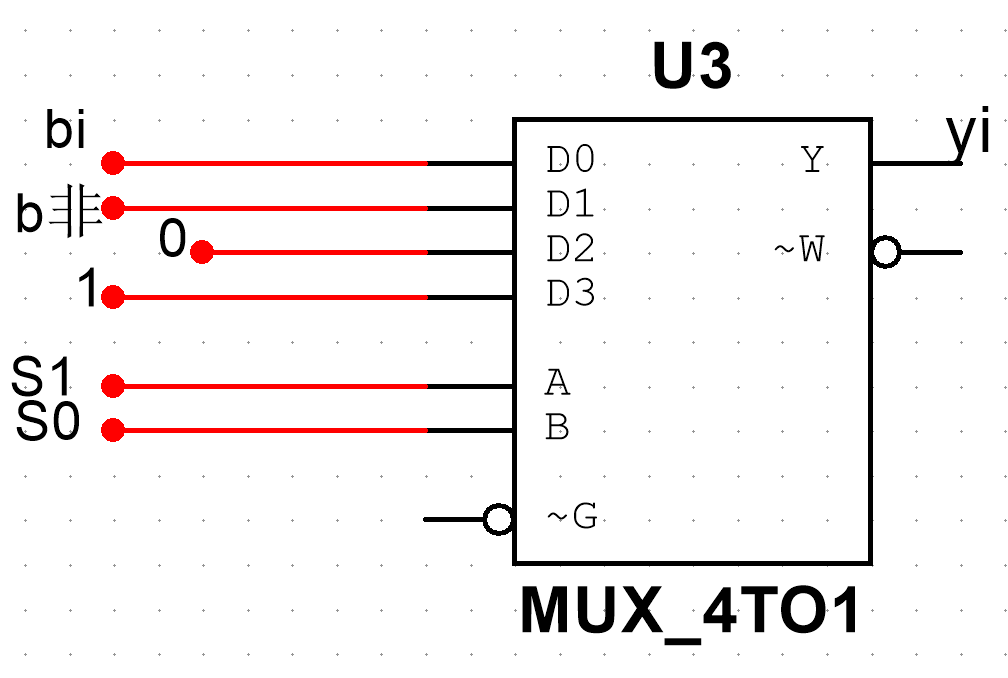 U3
bi
yi
D0
Y
b非
D1
0
D2
~W
1
D3
S1
A
S0
B
~G
MUX_4TO1